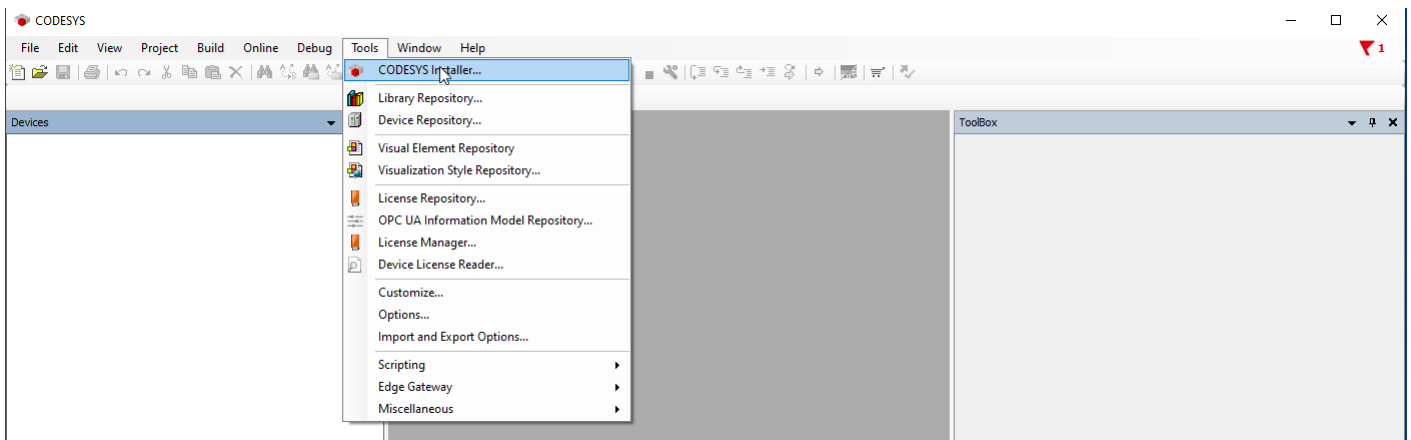 CODESYS
File Edit View Project Build Online Debug Tools Window Help
1
CODESYS Installer...
Library Repository...
Device Repository...
Visual Element Repository
Visualization Style Repository...
License Repository...
OPC UA Information Model Repository...
License Manager...
Device License Reader...
Customize...
Options...
Import and Export Options...
Scripting
Edge Gateway
Miscellaneous
Devices
ToolBox